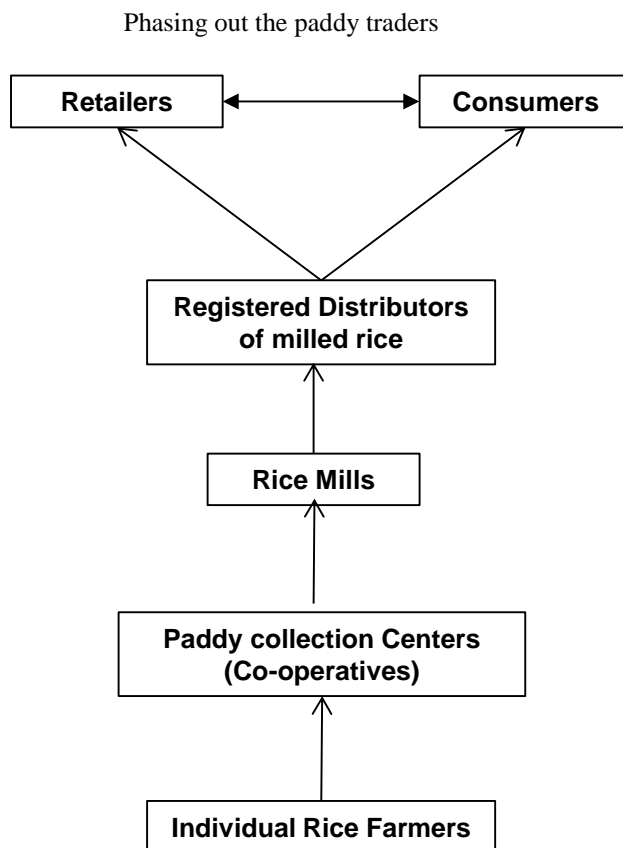 Phasing out the paddy traders
Retailers
Consumers
Registered Distributors
of milled rice
Rice Mills
Paddy collection Centers
(Co-operatives)
Individual Rice Farmers